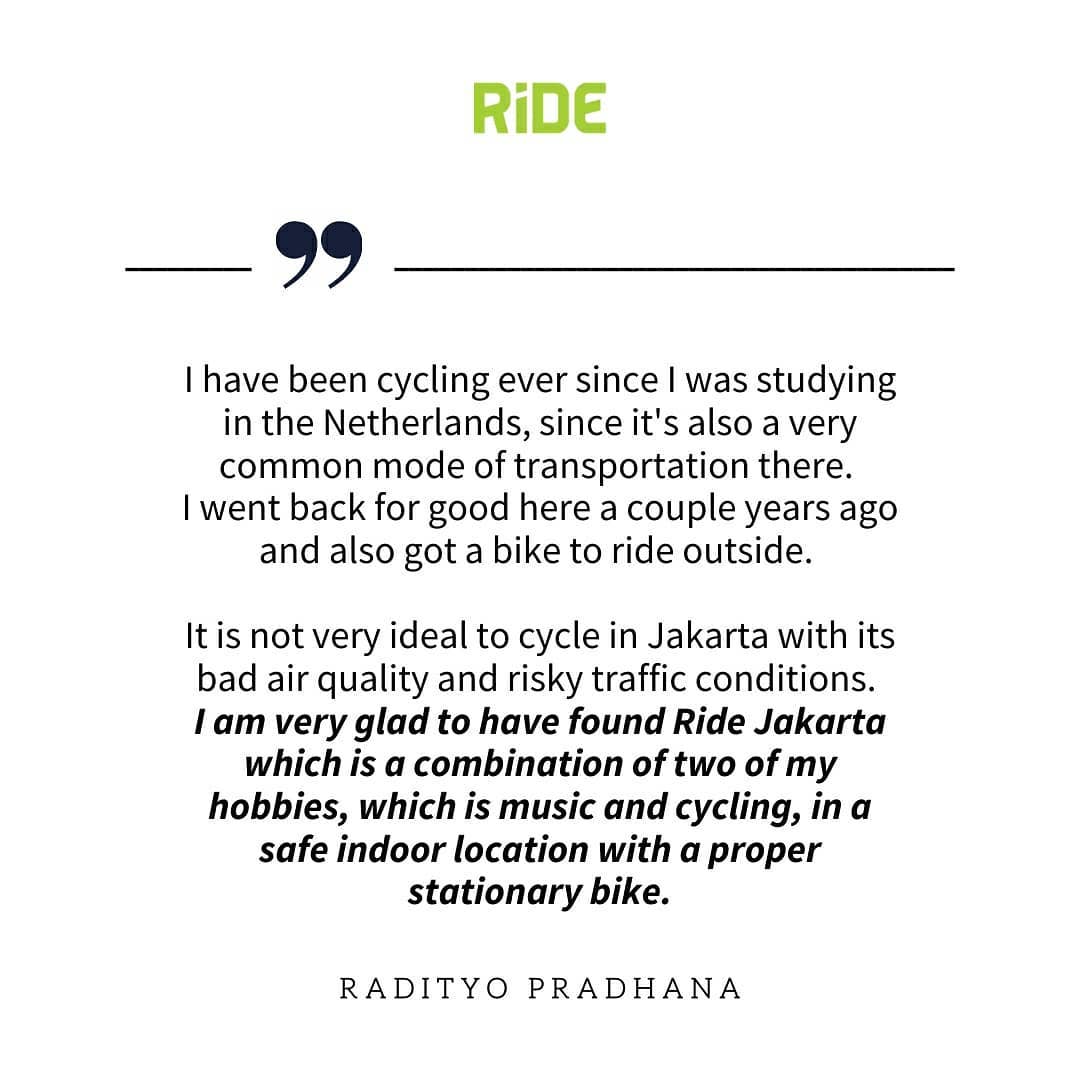 RiDE
”
I have been cycling ever since I was studying
in the Netherlands, since it's also a very
common mode of transportation there.
I went back for good here a couple years ago
and also got a bike to ride outside.
It is not very ideal to cycle in Jakarta with its
bad air quality and risky traffic conditions.
I am very glad to have found Ride Jakarta
which is a combination of two of my
hobbies, which is music and cycling, in a
safe indoor location with a proper
stationary bike.
RADITYO PRADHANA